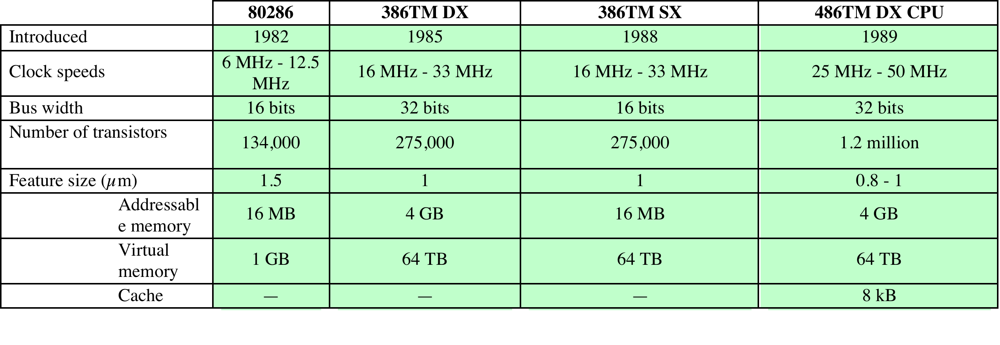 80286 386TM DX 386TM SX 486TM DX CPU
Introduced 1982 1985 1988 1989
Clock speeds 6 MHz - 12.5
MHz 16 MHz - 33 MHz 16 MHz - 33 MHz 25 MHz - 50 MHz
Bus width 16 bits 32 bits 16 bits 32 bits
Number of transistors 134,000 275,000 275,000 1.2 million
Feature size (µm) 1.5 1 1 0.8 - 1
Addressabl
e memory 16 MB 4 GB 16 MB 4 GB
Virtual
memory 1 GB 64 TB 64 TB 64 TB
Cache — — — 8 kB